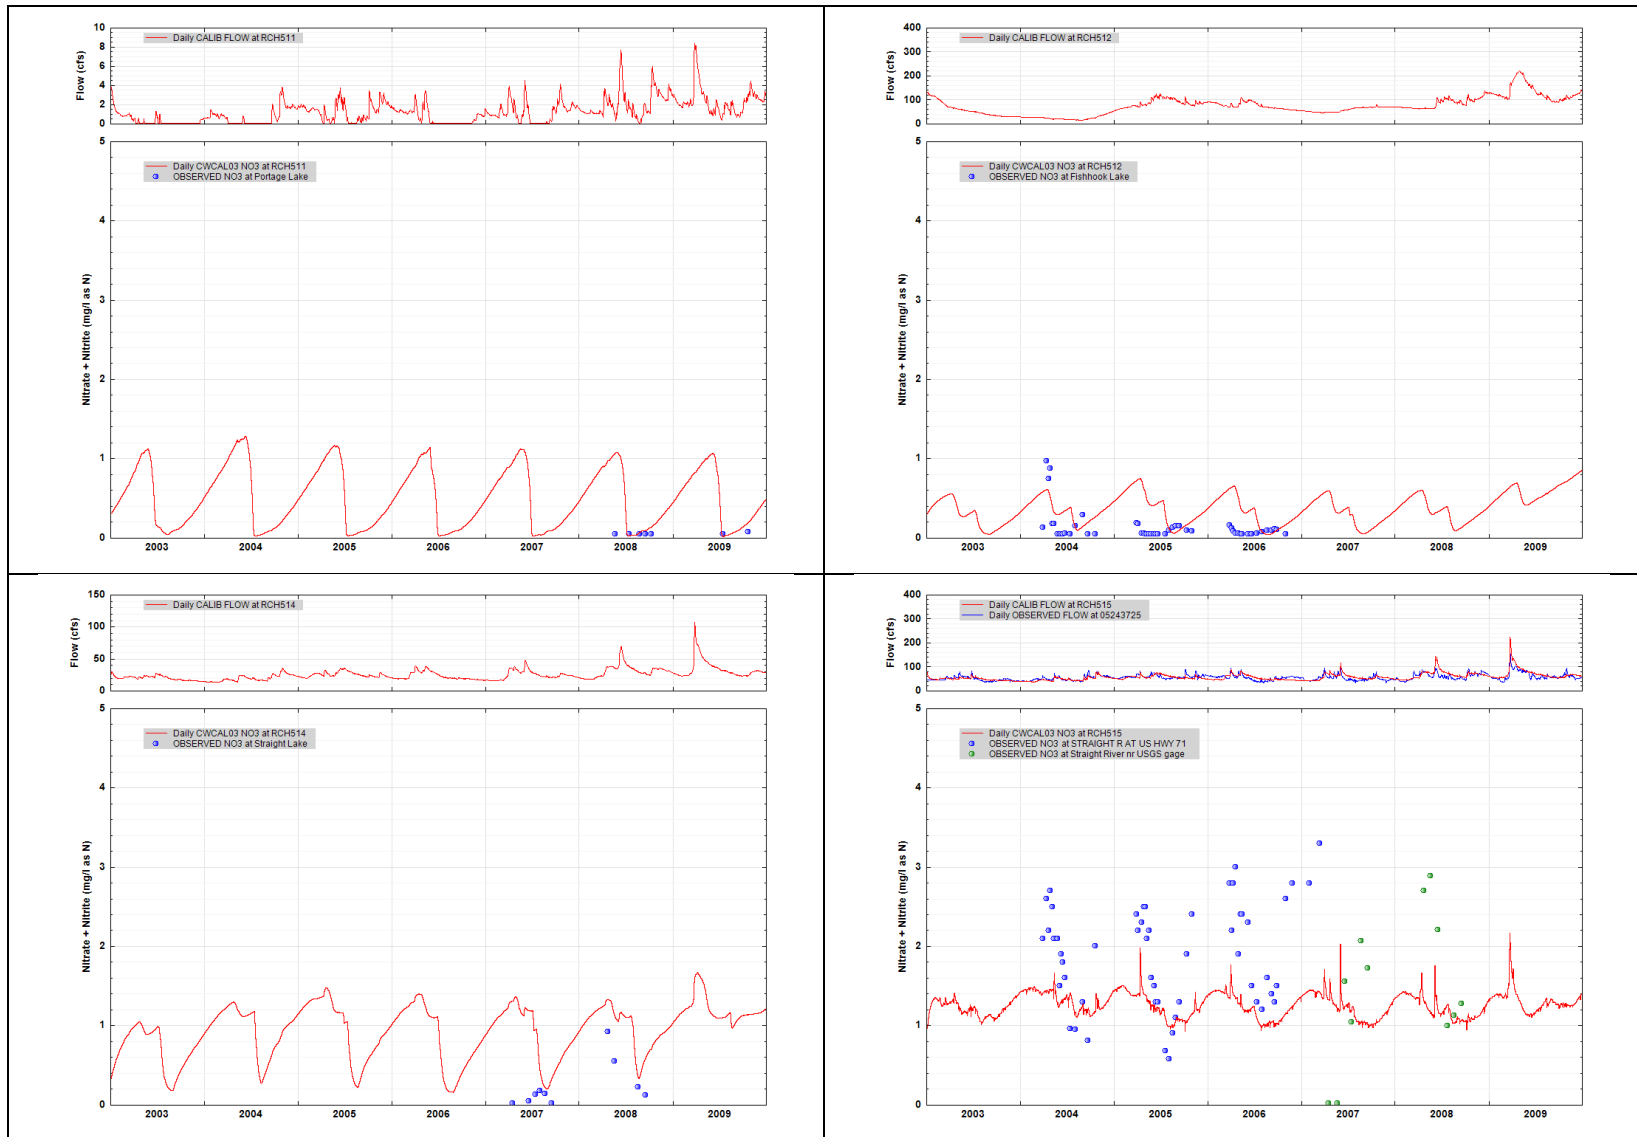 Flow (cfs)
10
8
6
4
2
0
Daily CALIB FLOW at RCH511
Nitrate + Nitrite (mg/l as N)
5
4
3
2
1
0
Daily CWCAL03 NO3 at RCH511
OBSERVED NO3 at Portage Lake
2003 2004 2005 2006 2007 2008 2009
Flow (cfs)
400
300
200
100
0
Daily CALIB FLOW at RCH512
Nitrate + Nitrite (mg/l as N)
5
4
3
2
1
0
Daily CWCAL03 NO3 at RCH512
OBSERVED NO3 at Fishhook Lake
2003 2004 2005 2006 2007 2008 2009
Flow (cfs)
150
100
50
0
Daily CALIB FLOW at RCH514
Nitrate + Nitrite (mg/l as N)
5
4
3
2
1
0
Daily CWCAL03 NO3 at RCH514
OBSERVED NO3 at Straight Lake
2003 2004 2005 2006 2007 2008 2009
Flow (cfs)
400
300
200
100
0
Daily CALIB FLOW at RCH515
Daily OBSERVED FLOW at 05243725
Nitrate + Nitrite (mg/l as N)
5
4
3
2
1
0
Daily CWCAL03 NO3 at RCH515
OBSERVED NO3 at STRAIGHT R AT US HWY 71
OBSERVED NO3 at Straight River nr USGS gage
2003 2004 2005 2006 2007 2008 2009